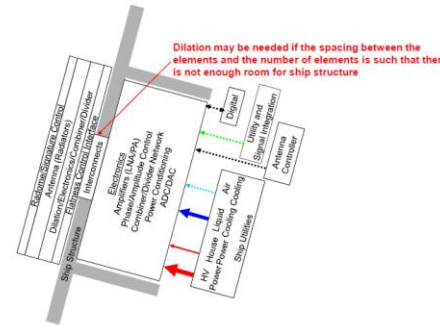 Dilation may be needed if the spacing between the
elements and the number of elements is such that ther
is not enough room for ship structure
Radome/Signature Control
Antenna (Radiators)
Dilation/Electronics/Combiner/Divider
Flatness Control Interface
Interconnects
Ship Structure
Electronics
Amplifiers (LNA/PA)
Phase/Amplitude Control
Combiner/Divider Network
Power Conditioning
ADC/DAC
Digital
Utility and
Signal Integration
Antenna
Controller
HV House Liquid Air
Power Power Cooling Cooling
Ship Utilities